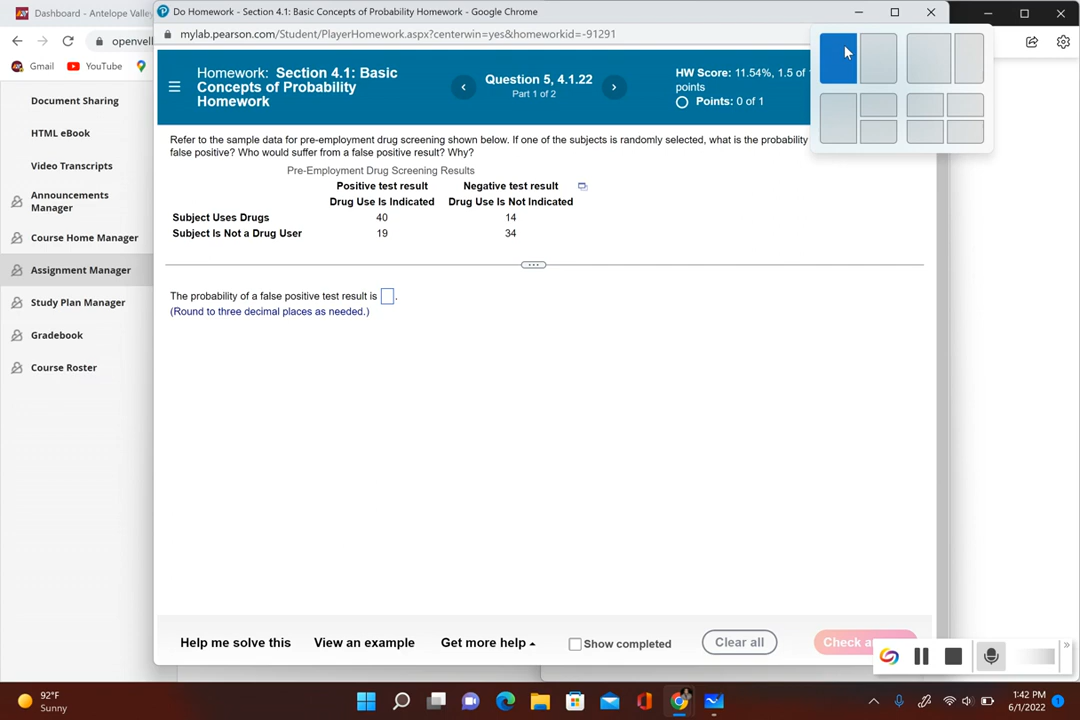 Dashboard - Antelope Valley
Do Homework - Section 4.1: Basic Concepts of Probability Homework - Google Chrome
openvell
mylab.pearson.com/Student/PlayerHomework.aspx?centerwin=yes&homeworkid=-91291
Gmail
YouTube
Document Sharing
HTML eBook
Video Transcripts
Announcements
Manager
Course Home Manager
Assignment Manager
Study Plan Manager
Gradebook
Course Roster
Homework: Section 4.1: Basic
Concepts of Probability
Homework
Question 5, 4.1.22
Part 1 of 2
HW Score: 11.54%, 1.5 of
points
Points: 0 of 1
Refer to the sample data for pre-employment drug screening shown below. If one of the subjects is randomly selected, what is the probability
false positive? Who would suffer from a false positive result? Why?
Pre-Employment Drug Screening Results
Positive test result Negative test result
Drug Use Is Indicated Drug Use Is Not Indicated
Subject Uses Drugs 40 14
Subject Is Not a Drug User 19 34
The probability of a false positive test result is .
(Round to three decimal places as needed.)
Help me solve this
View an example
Get more help
Show completed
Clear all
Check a
92°F
Sunny
1:42 PM
6/1/2022
1